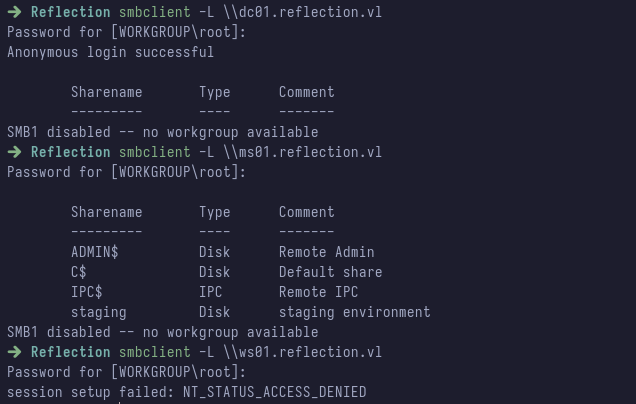 ➜ Reflection smbclient -L \\dc01.reflection.vl
Password for [WORKGROUP\root]:
Anonymous login successful
Sharename Type Comment
--------- ---- -------
SMB1 disabled -- no workgroup available
➜ Reflection smbclient -L \\ms01.reflection.vl
Password for [WORKGROUP\root]:
Sharename Type Comment
--------- ---- -------
ADMIN$ Disk Remote Admin
C$ Disk Default share
IPC$ IPC Remote IPC
staging Disk staging environment
SMB1 disabled -- no workgroup available
➜ Reflection smbclient -L \\ws01.reflection.vl
Password for [WORKGROUP\root]:
session setup failed: NT_STATUS_ACCESS_DENIED